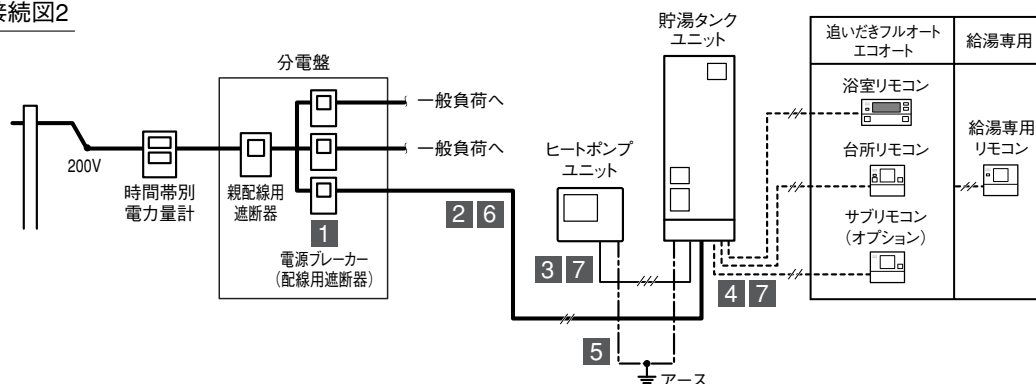 接続図2
分電盤
200V
時間帯別
電力量計
親配線用
遮断器
一般負荷へ
一般負荷へ
1
電源ブレーカー
(配線用遮断器)
2 6
ヒートポンプ
ユニット
3 7
貯湯タンク
ユニット
4 7
5
アース
追いだきフルオート
エコオート
給湯専用
浴室リモコン
台所リモコン
サブリモコン
(オプション)
給湯専用
リモコン